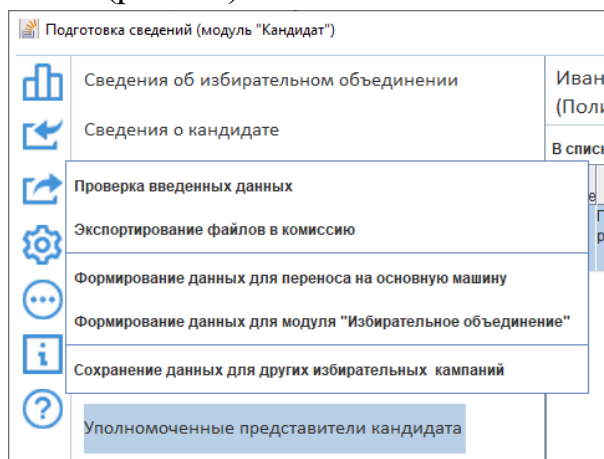 Подготовка сведений (модуль "Кандидат")
Сведения об избирательном объединении
Иван
(Поли
Сведения о кандидате
В списк
Проверка введенных данных
Экспортирование файлов в комиссию
Формирование данных для переноса на основную машину
Формирование данных для модуля "Избирательное объединение"
Сохранение данных для других избирательных кампаний
Уполномоченные представители кандидата